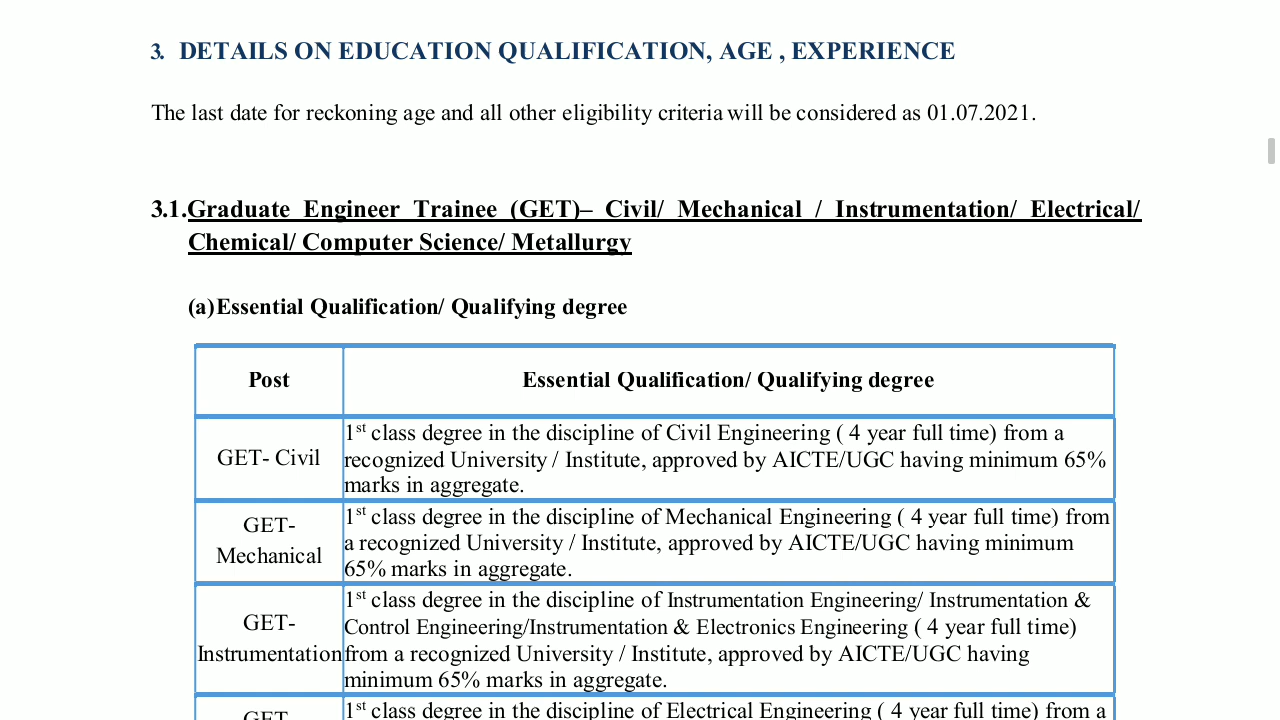 3. DETAILS ON EDUCATION QUALIFICATION, AGE , EXPERIENCE
The last date for reckoning age and all other eligibility criteria will be considered as 01.07.2021.
3.1.Graduate Engineer Trainee (GET)– Civil/ Mechanical / Instrumentation/ Electrical/
Chemical/ Computer Science/ Metallurgy
(a)Essential Qualification/ Qualifying degree
Post
Essential Qualification/ Qualifying degree
GET- Civil
1st class degree in the discipline of Civil Engineering ( 4 year full time) from a
recognized University / Institute, approved by AICTE/UGC having minimum 65%
marks in aggregate.
GET-
Mechanical
1st class degree in the discipline of Mechanical Engineering ( 4 year full time) from
a recognized University / Institute, approved by AICTE/UGC having minimum
65% marks in aggregate.
GET-
Instrumentation
1st class degree in the discipline of Instrumentation Engineering/ Instrumentation &
Control Engineering/Instrumentation & Electronics Engineering ( 4 year full time)
from a recognized University / Institute, approved by AICTE/UGC having
minimum 65% marks in aggregate.
GET-
1st class degree in the discipline of Electrical Engineering ( 4 year full time) from a